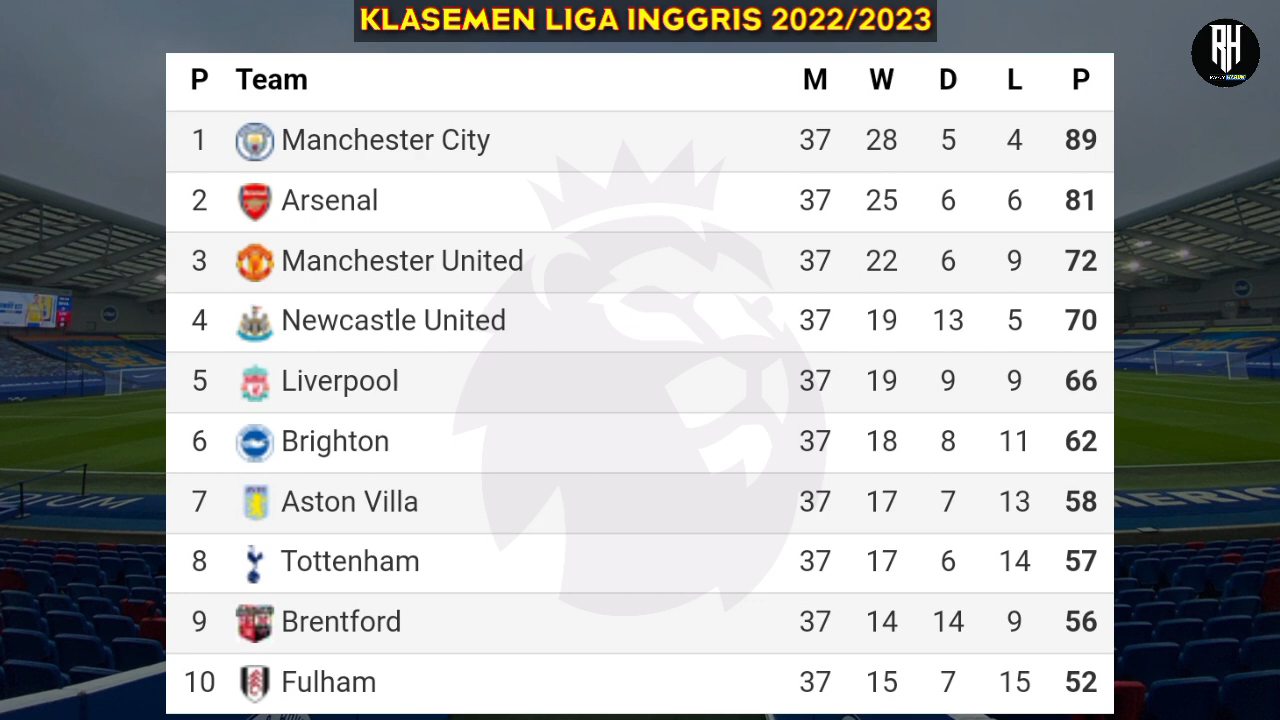 KLASEMEN LIGA INGGRIS 2022/2023
RH
P Team M W D L P
1 Manchester City 37 28 5 4 89
2 Arsenal 37 25 6 6 81
3 Manchester United 37 22 6 9 72
4 Newcastle United 37 19 13 5 70
5 Liverpool 37 19 9 9 66
6 Brighton 37 18 8 11 62
7 Aston Villa 37 17 7 13 58
8 Tottenham 37 17 6 14 57
9 Brentford 37 14 14 9 56
10 Fulham 37 15 7 15 52